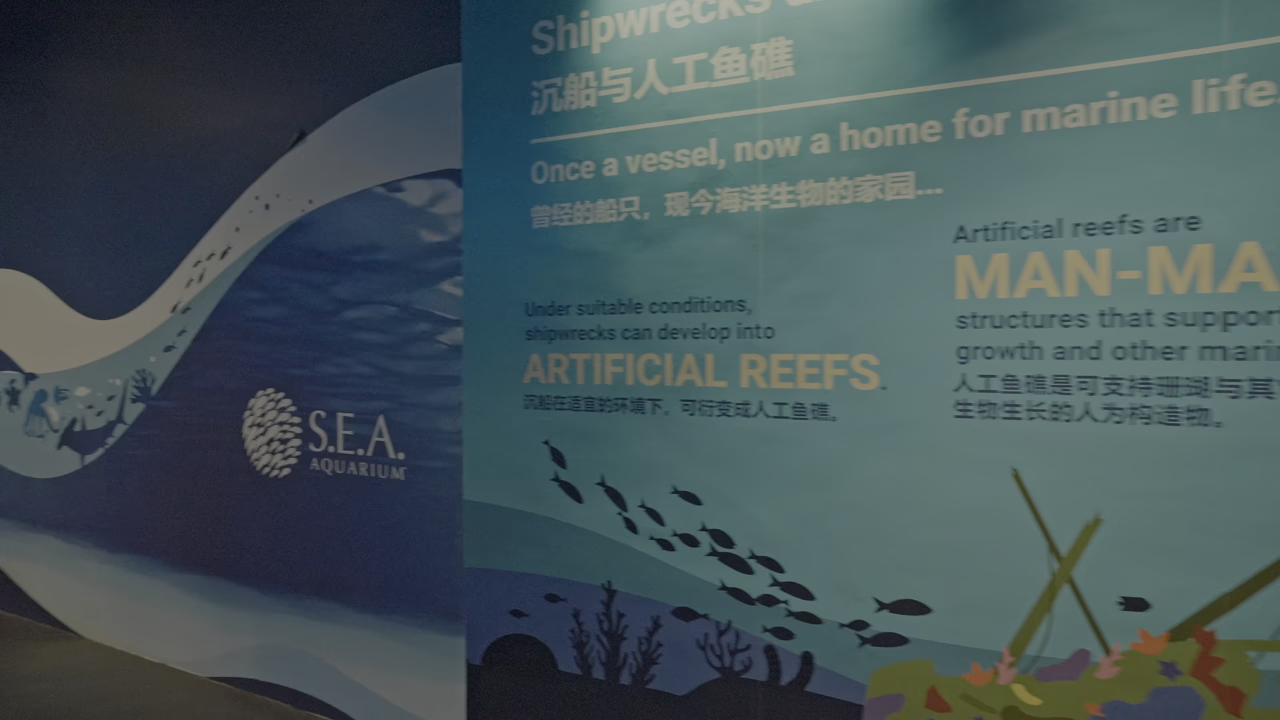 S.E.A.
AQUARIUM
Shipwrecks
沉船与人工鱼礁
Once a vessel, now a home for marine life
曾经的船只，现今海洋生物的家园...
Under suitable conditions,
shipwrecks can develop into
ARTIFICIAL REEFS.
沉船在适宜的环境下，可衍变成人工鱼礁。
Artificial reefs are
MAN-MA
structures that support
growth and other marin
人工鱼礁是可支持珊瑚与其
生物生长的人为构造物。